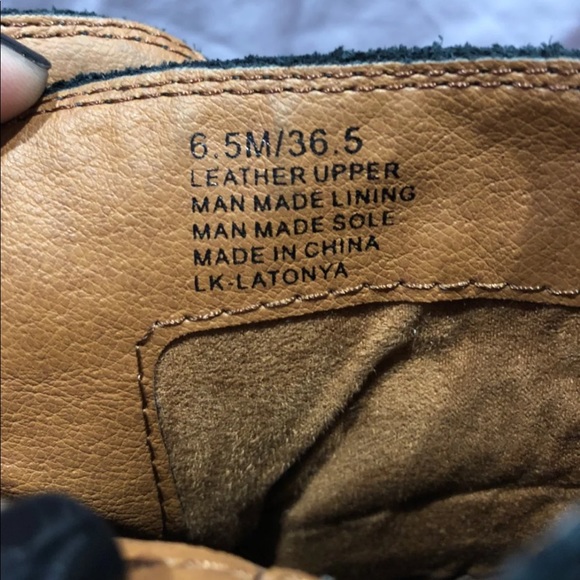 6.5M/36.5
LEATHER UPPER
MAN MADE LINING
MAN MADE SOLE
MADE IN CHINA
LK-LATONYA